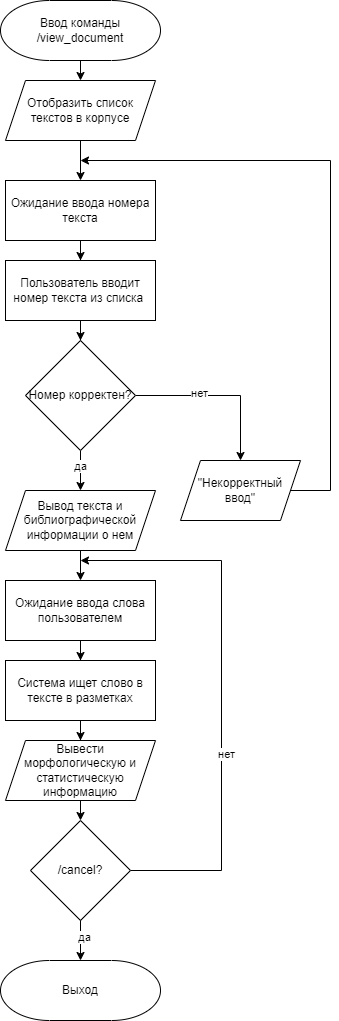 Ввод команды
/view_document
Отобразить список
текстов в корпусе
Ожидание ввода номера
текста
Пользователь вводит
номер текста из списка
Номер корректен?
нет
да
"Некорректный
ввод"
Вывод текста и
библиографической
информации о нем
Ожидание ввода слова
пользователем
Система ищет слово в
тексте в разметках
Вывести
морфологическую и
статистическую
информацию
нет
/cancel?
да
Выход